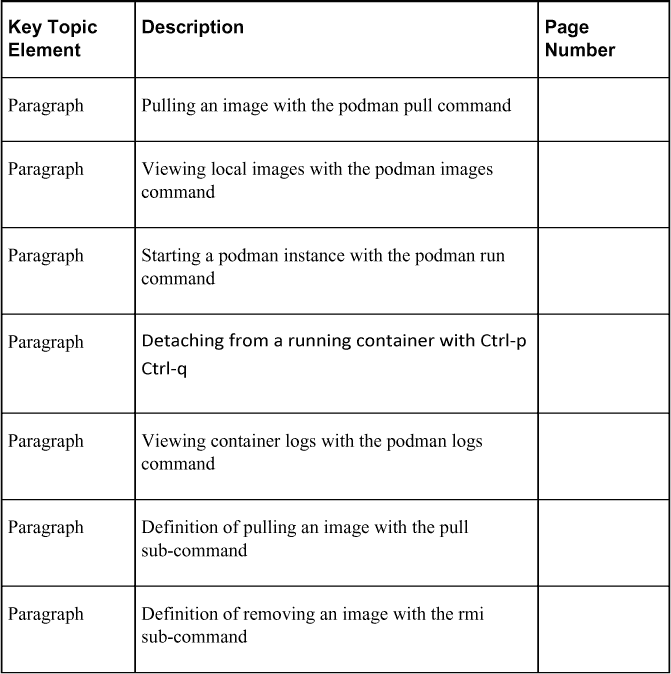 Key Topic Element Description Page Number
Paragraph Pulling an image with the podman pull command
Paragraph Viewing local images with the podman images
command
Paragraph Starting a podman instance with the podman run
command
Paragraph Detaching from a running container with Ctrl-p
Ctrl-q
Paragraph Viewing container logs with the podman logs
command
Paragraph Definition of pulling an image with the pull
sub-command
Paragraph Definition of removing an image with the rmi
sub-command